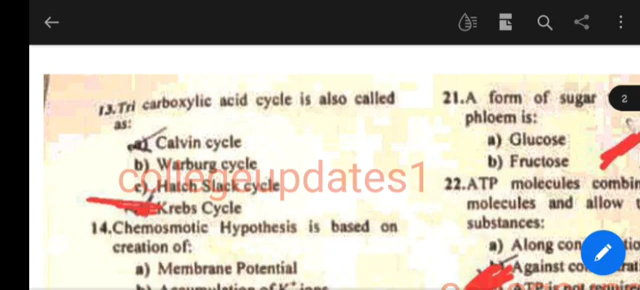 13.Tri carboxylic acid cycle is also called
as:
a) Calvin cycle
b) Warburg cycle
c) Hatch Slack cycle
Krebs Cycle
14.Chemosmotic Hypothesis is based on
creation of:
a) Membrane Potential
collegeupdates1
21.A form of sugar
phloem is:
a) Glucose
b) Fructose
22.ATP molecules combin
molecules and allow
substances:
a) Along con
Against co
2